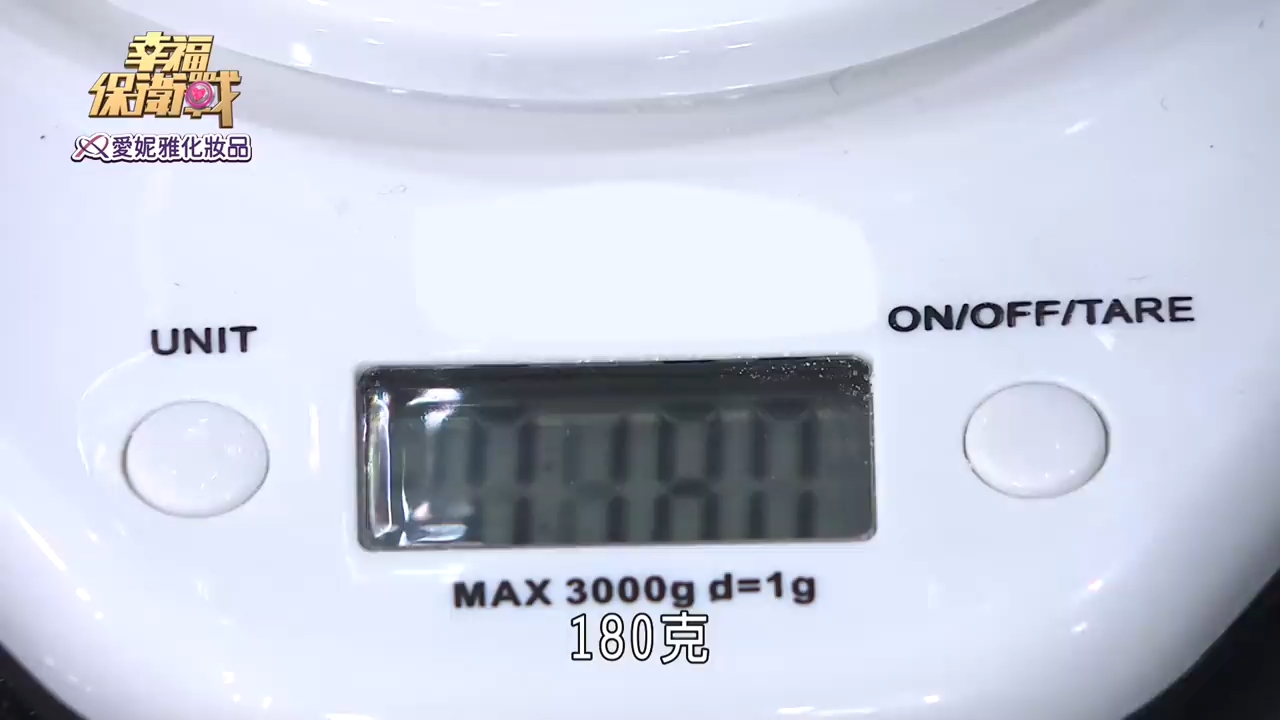 幸福
保衛戰
愛妮雅化妝品
UNIT
ON/OFF/TARE
MAX 3000g d=1g
180克